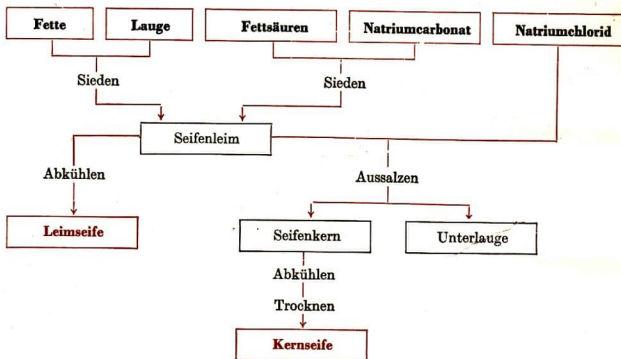 Fette
Lauge
Fettsäuren
Natriumcarbonat
Natriumchlorid
Sieden
Sieden
Seifenleim
Abkühlen
Aussalzen
Leimseife
Seifenkern
Unterlauge
Abkühlen
Trocknen
Kernseife